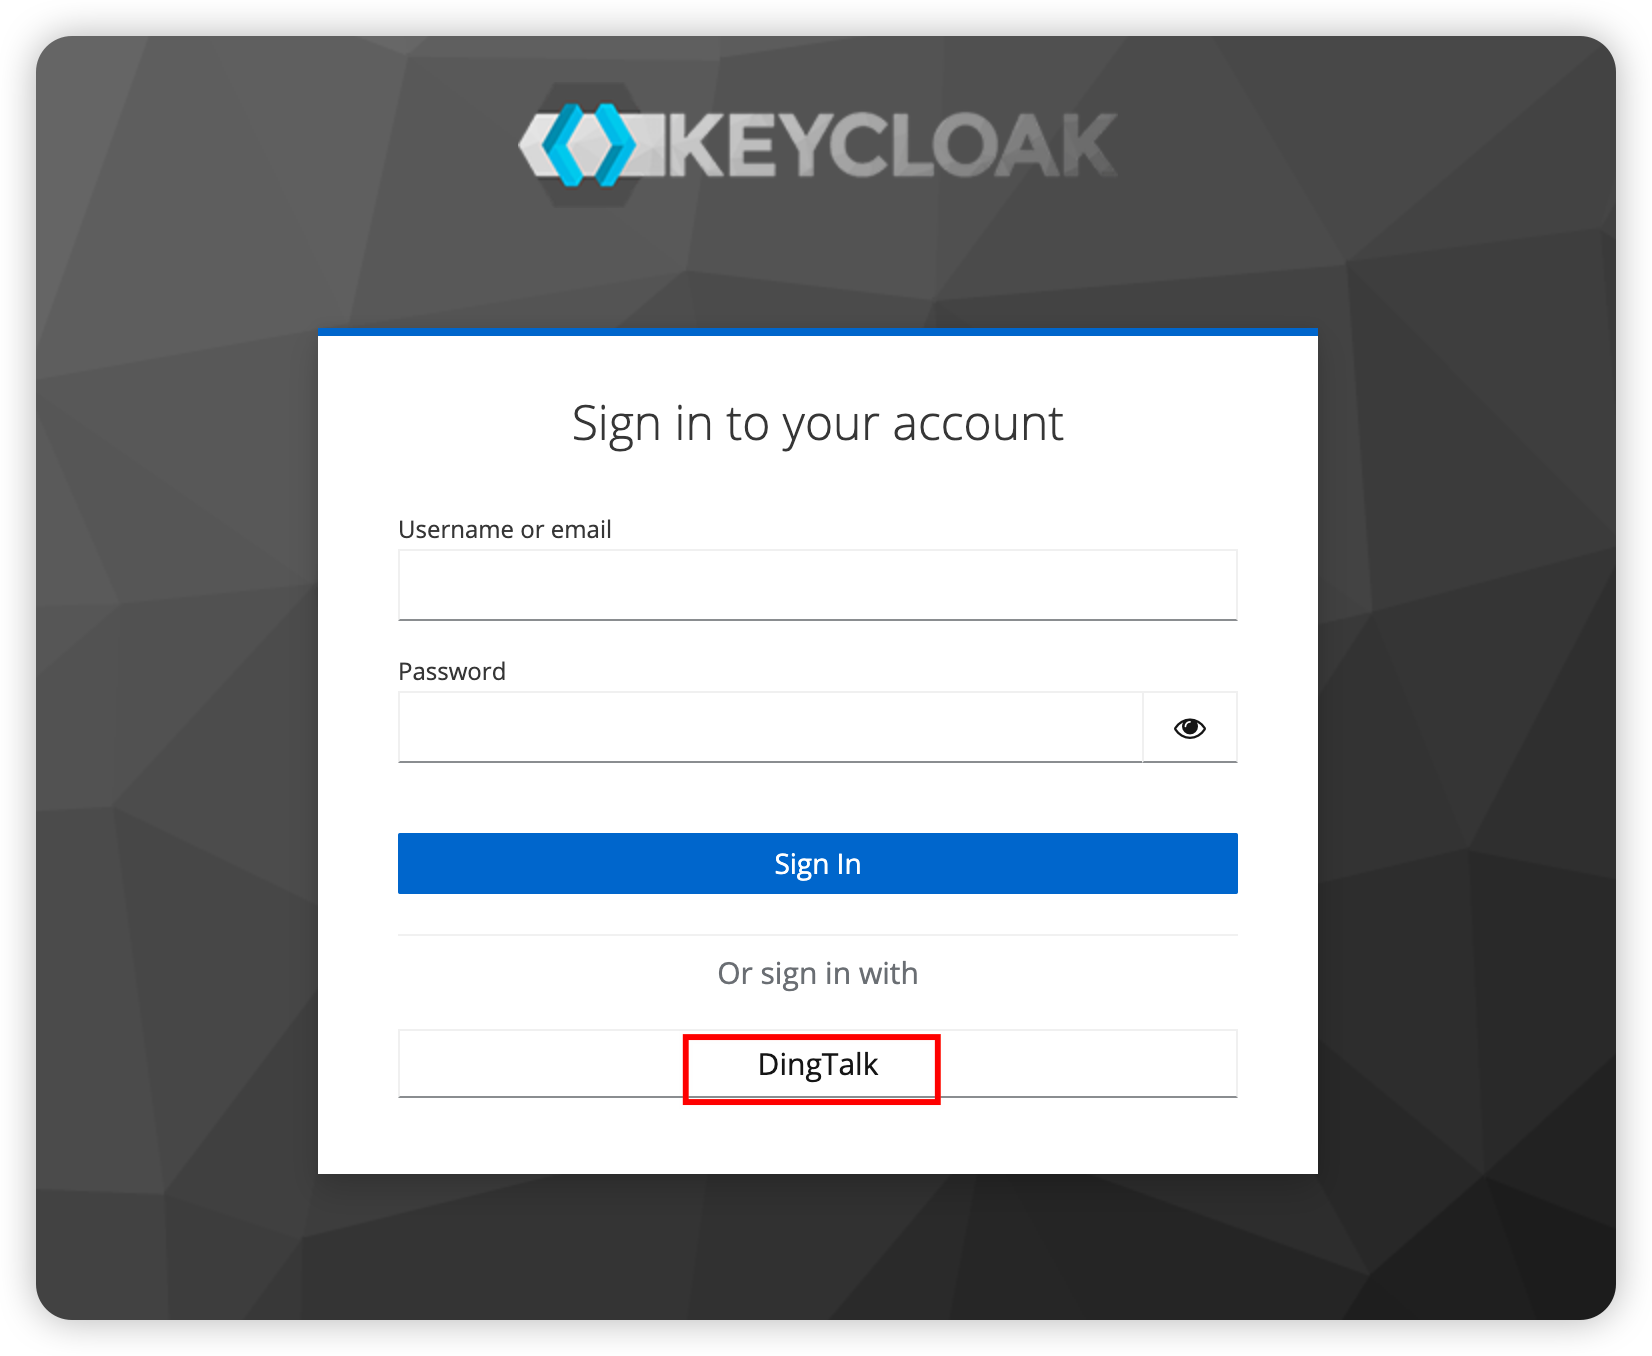 KEYCLOAK
Sign in to your account
Username or email
Password
Sign In
Or sign in with
DingTalk